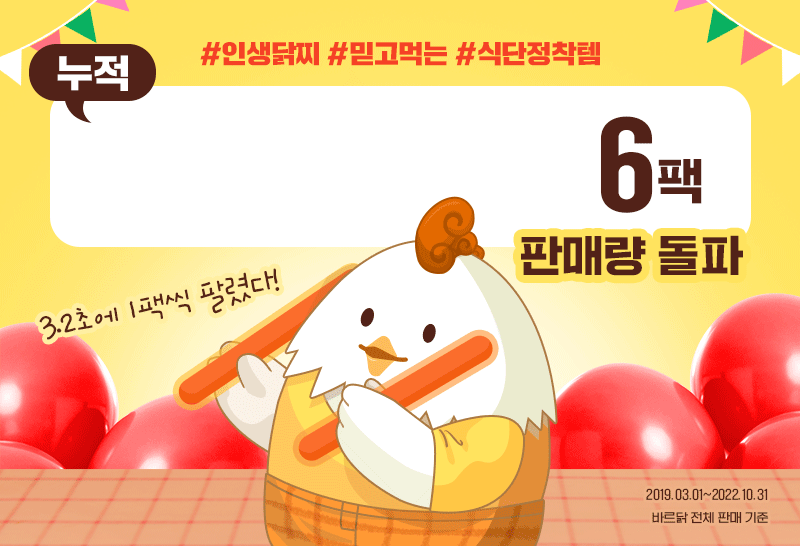 #인생닭찌 #믿고먹는 #식단정착템
누적
6팩
판매량 돌파
3.2초에 1팩씩 팔렸다!
2019.03.01~2022.10.31
바르닭 전체 판매 기준